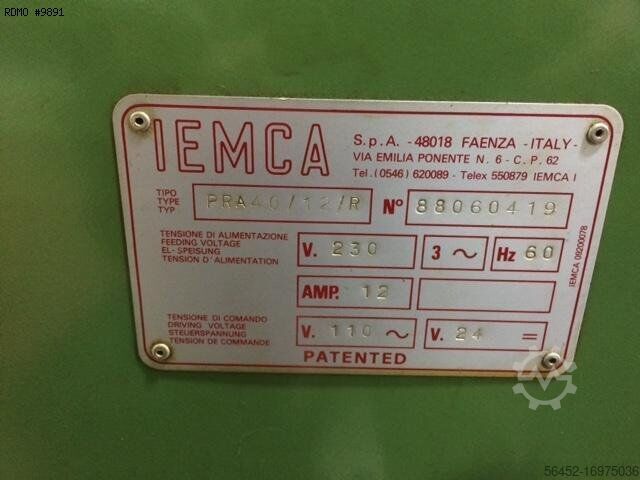 RDMO #9891
IEMCA
S.p.A. -48018 FAENZA -ITALY-
VIA EMILIA PONENTE N. 6 - C.P. 62
Tel. (0546) 620089 - Telex 550879 IEMCA I
TIPO
TYPE
TYP
PRA40/12/R
N° 88060419
TENSIONE DI ALIMENTAZIONE
FEEDING VOLTAGE
EL-SPEISUNG
TENSION D'ALIMENTATION
V. 230
3 ~
Hz 60
AMP. 12
TENSIONE DI COMANDO
DRIVING VOLTAGE
STEUERSPANNUNG
TENSION DE COMMANDE
V. 110 ~
V. 24 =
PATENTED
IEMCA 09200078
56452-16975036